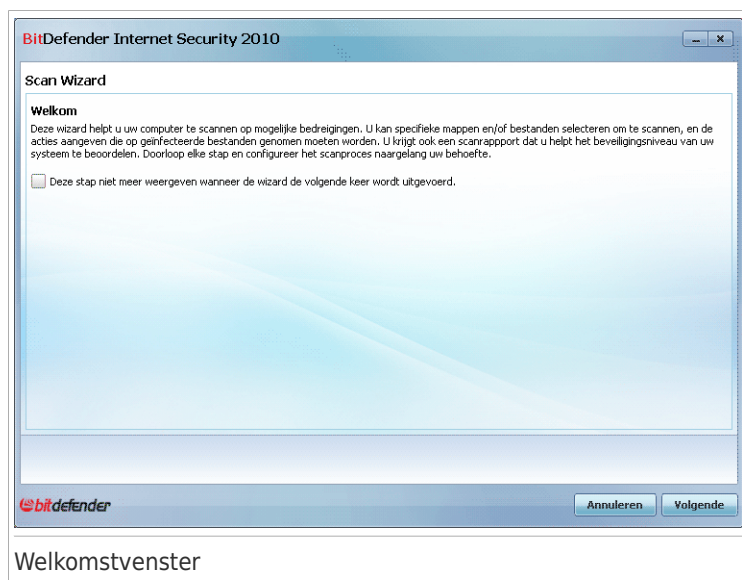 BitDefender Internet Security 2010
Scan Wizard
Welkom
Deze wizard helpt u uw computer te scannen op mogelijke bedreigingen. U kan specifieke mappen en/of bestanden selecteren om te scannen, en de
acties aangeven die op geïnfecteerde bestanden genomen moeten worden. U krijgt ook een scanrappport dat u helpt het beveiligingsniveau van uw
systeem te beoordelen. Doorloop elke stap en configureer het scanproces naargelang uw behoefte.
Deze stap niet meer weergeven wanneer de wizard de volgende keer wordt uitgevoerd.
bitdefender
Annuleren Volgende
Welkomstvenster